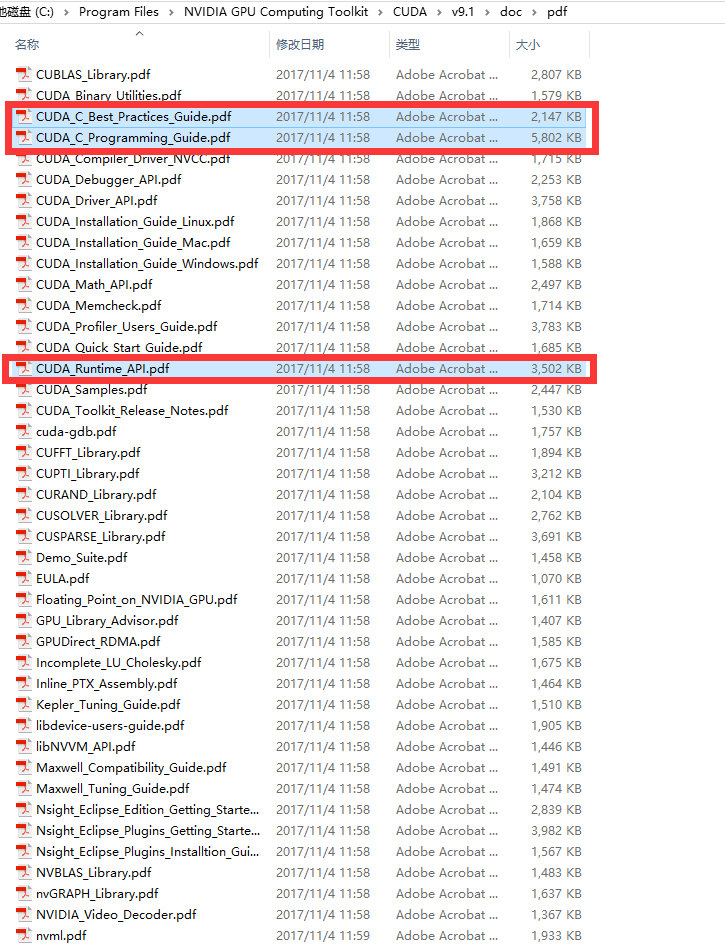 地磁盘 (C:) › Program Files › NVIDIA GPU Computing Toolkit › CUDA › v9.1 › doc › pdf
名称 修改日期 类型 大小
CUBLAS_Library.pdf 2017/11/4 11:58 Adobe Acrobat ... 2,807 KB
CUDA_Binary_Utilities.pdf 2017/11/4 11:58 Adobe Acrobat ... 1,579 KB
CUDA_C_Best_Practices_Guide.pdf 2017/11/4 11:58 Adobe Acrobat ... 2,147 KB
CUDA_C_Programming_Guide.pdf 2017/11/4 11:58 Adobe Acrobat ... 5,802 KB
CUDA_Compiler_Driver_NVCC.pdf 2017/11/4 11:58 Adobe Acrobat ... 1,715 KB
CUDA_Debugger_API.pdf 2017/11/4 11:58 Adobe Acrobat ... 2,253 KB
CUDA_Driver_API.pdf 2017/11/4 11:58 Adobe Acrobat ... 3,758 KB
CUDA_Installation_Guide_Linux.pdf 2017/11/4 11:58 Adobe Acrobat ... 1,868 KB
CUDA_Installation_Guide_Mac.pdf 2017/11/4 11:58 Adobe Acrobat ... 1,659 KB
CUDA_Installation_Guide_Windows.pdf 2017/11/4 11:58 Adobe Acrobat ... 1,588 KB
CUDA_Math_API.pdf 2017/11/4 11:58 Adobe Acrobat ... 2,497 KB
CUDA_Memcheck.pdf 2017/11/4 11:58 Adobe Acrobat ... 1,714 KB
CUDA_Profiler_Users_Guide.pdf 2017/11/4 11:58 Adobe Acrobat ... 3,783 KB
CUDA_Quick_Start_Guide.pdf 2017/11/4 11:58 Adobe Acrobat ... 1,685 KB
CUDA_Runtime_API.pdf 2017/11/4 11:58 Adobe Acrobat ... 3,502 KB
CUDA_Samples.pdf 2017/11/4 11:58 Adobe Acrobat ... 2,447 KB
CUDA_Toolkit_Release_Notes.pdf 2017/11/4 11:58 Adobe Acrobat ... 1,530 KB
cuda-gdb.pdf 2017/11/4 11:58 Adobe Acrobat ... 1,757 KB
CUFFT_Library.pdf 2017/11/4 11:58 Adobe Acrobat ... 1,894 KB
CUPTI_Library.pdf 2017/11/4 11:58 Adobe Acrobat ... 3,212 KB
CURAND_Library.pdf 2017/11/4 11:58 Adobe Acrobat ... 2,104 KB
CUSOLVER_Library.pdf 2017/11/4 11:58 Adobe Acrobat ... 2,762 KB
CUSPARSE_Library.pdf 2017/11/4 11:58 Adobe Acrobat ... 3,691 KB
Demo_Suite.pdf 2017/11/4 11:58 Adobe Acrobat ... 1,458 KB
EULA.pdf 2017/11/4 11:58 Adobe Acrobat ... 1,070 KB
Floating_Point_on_NVIDIA_GPU.pdf 2017/11/4 11:58 Adobe Acrobat ... 1,611 KB
GPU_Library_Advisor.pdf 2017/11/4 11:58 Adobe Acrobat ... 1,407 KB
GPUDirect_RDMA.pdf 2017/11/4 11:58 Adobe Acrobat ... 1,585 KB
Incomplete_LU_Cholesky.pdf 2017/11/4 11:58 Adobe Acrobat ... 1,675 KB
Inline_PTX_Assembly.pdf 2017/11/4 11:58 Adobe Acrobat ... 1,464 KB
Kepler_Tuning_Guide.pdf 2017/11/4 11:58 Adobe Acrobat ... 1,510 KB
libdevice-users-guide.pdf 2017/11/4 11:58 Adobe Acrobat ... 1,905 KB
libNVVM_API.pdf 2017/11/4 11:58 Adobe Acrobat ... 1,446 KB
Maxwell_Compatibility_Guide.pdf 2017/11/4 11:58 Adobe Acrobat ... 1,491 KB
Maxwell_Tuning_Guide.pdf 2017/11/4 11:58 Adobe Acrobat ... 1,474 KB
Nsight_Eclipse_Edition_Getting_Starte... 2017/11/4 11:58 Adobe Acrobat ... 2,839 KB
Nsight_Eclipse_Plugins_Getting_Starte... 2017/11/4 11:58 Adobe Acrobat ... 3,982 KB
Nsight_Eclipse_Plugins_Installtion_Gui... 2017/11/4 11:58 Adobe Acrobat ... 1,567 KB
NVBLAS_Library.pdf 2017/11/4 11:58 Adobe Acrobat ... 1,483 KB
nvGRAPH_Library.pdf 2017/11/4 11:58 Adobe Acrobat ... 1,637 KB
NVIDIA_Video_Decoder.pdf 2017/11/4 11:58 Adobe Acrobat ... 1,367 KB
nvml.pdf 2017/11/4 11:59 Adobe Acrobat ... 1,933 KB